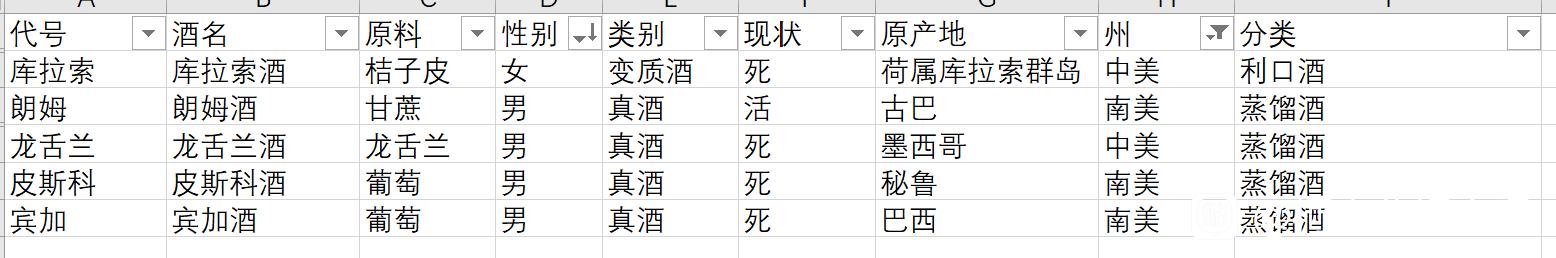 代号 酒名 原料 性别 类别 现状 原产地 州 分类
库拉索 库拉索酒 桔子皮 女 变质酒 死 荷属库拉索群岛 中美 利口酒
朗姆 朗姆酒 甘蔗 男 真酒 活 古巴 南美 蒸馏酒
龙舌兰 龙舌兰酒 龙舌兰 男 真酒 死 墨西哥 中美 蒸馏酒
皮斯科 皮斯科酒 葡萄 男 真酒 死 秘鲁 南美 蒸馏酒
宾加 宾加酒 葡萄 男 真酒 死 巴西 南美 蒸馏酒